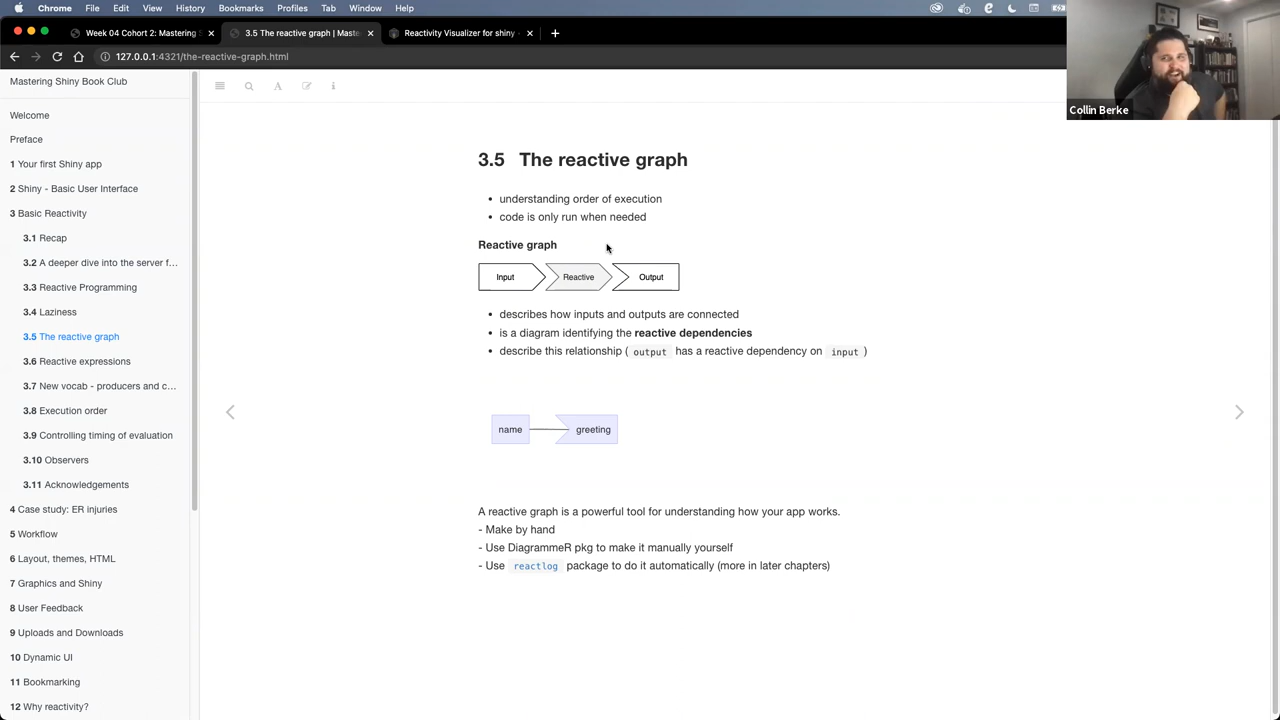 Chrome File Edit View History Bookmarks Profiles Tab Window Help
Week 04 Cohort 2: Mastering S
3.5 The reactive graph | Maste
Reactivity Visualizer for shiny
127.0.0.1:4321/the-reactive-graph.html
Collin Berke
Mastering Shiny Book Club
Welcome
Preface
1 Your first Shiny app
2 Shiny - Basic User Interface
3 Basic Reactivity
3.1 Recap
3.2 A deeper dive into the server f...
3.3 Reactive Programming
3.4 Laziness
3.5 The reactive graph
3.6 Reactive expressions
3.7 New vocab - producers and c...
3.8 Execution order
3.9 Controlling timing of evaluation
3.10 Observers
3.11 Acknowledgements
4 Case study: ER injuries
5 Workflow
6 Layout, themes, HTML
7 Graphics and Shiny
8 User Feedback
9 Uploads and Downloads
10 Dynamic UI
11 Bookmarking
12 Why reactivity?
3.5 The reactive graph
• understanding order of execution
• code is only run when needed
Reactive graph
Input Reactive Output
• describes how inputs and outputs are connected
• is a diagram identifying the reactive dependencies
• describe this relationship ( output has a reactive dependency on input )
name greeting
A reactive graph is a powerful tool for understanding how your app works.
- Make by hand
- Use DiagrammeR pkg to make it manually yourself
- Use reactlog package to do it automatically (more in later chapters)